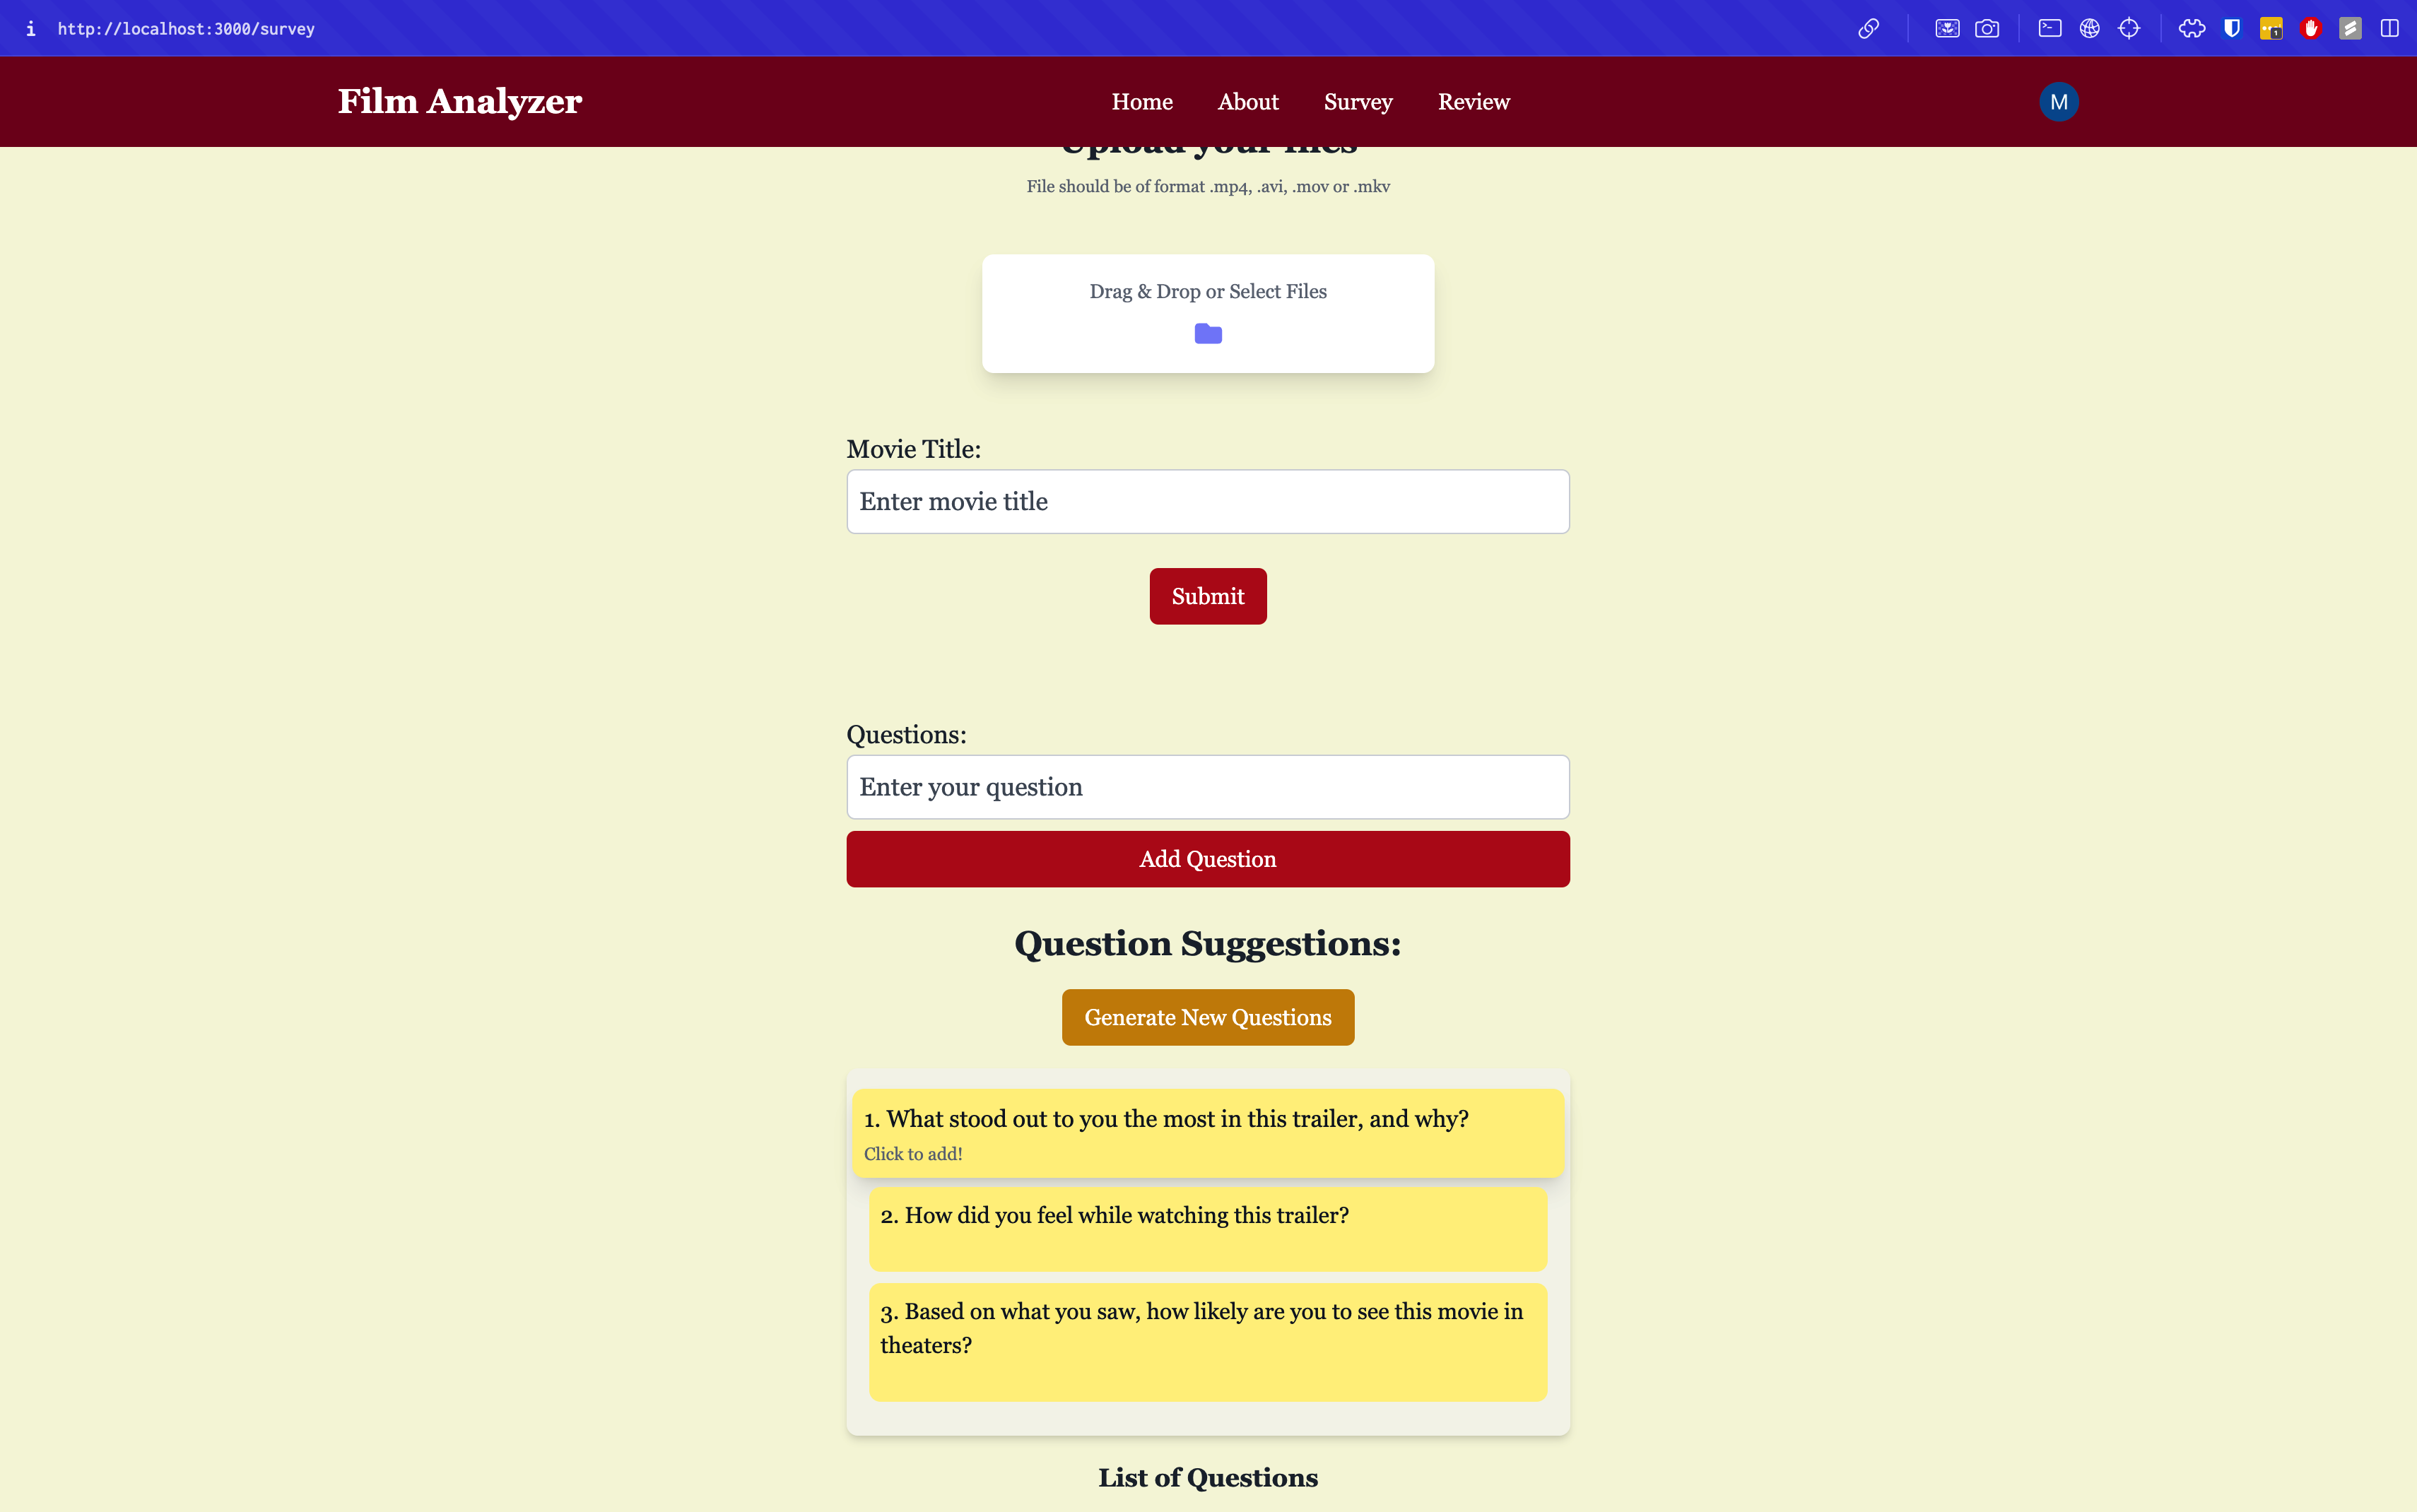 i http://localhost:3000/survey
1
Film Analyzer Home About Survey Review M
Upload your files
File should be of format .mp4, .avi, .mov or .mkv
Drag & Drop or Select Files
Movie Title:
Enter movie title
Submit
Questions:
Enter your question
Add Question
Question Suggestions:
Generate New Questions
1. What stood out to you the most in this trailer, and why?
Click to add!
2. How did you feel while watching this trailer?
3. Based on what you saw, how likely are you to see this movie in
theaters?
List of Questions